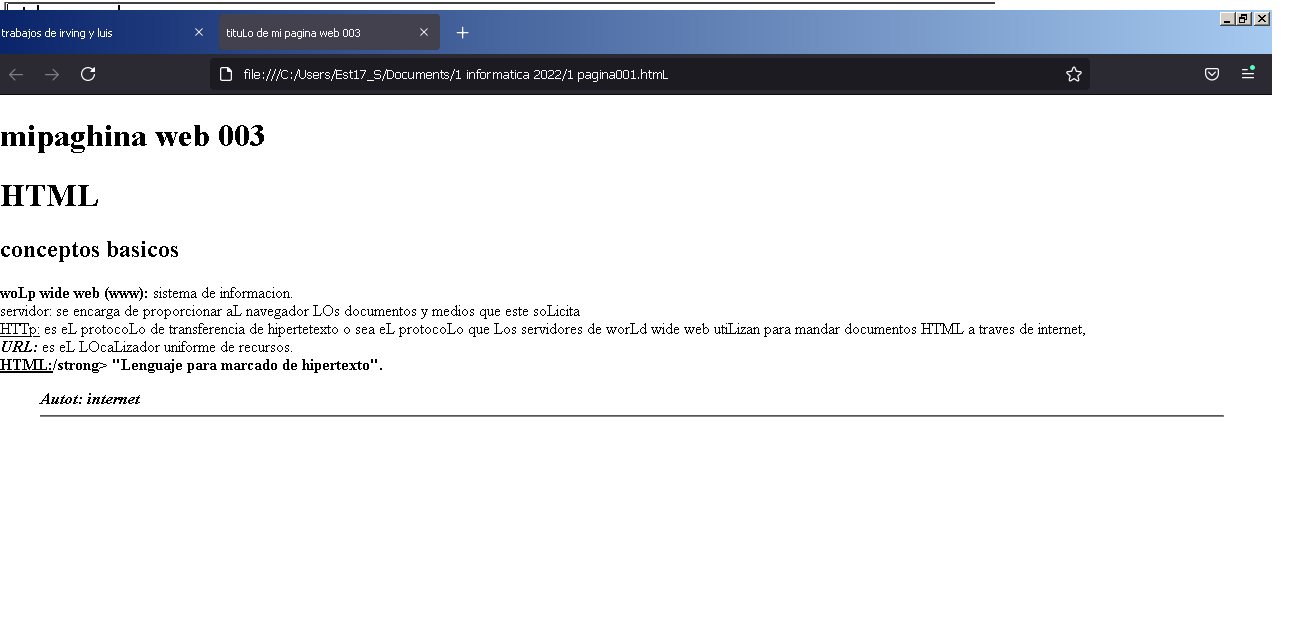 trabajos de irving y luis
tituLo de mi pagina web 003
file:///C:/Users/Est17_S/Documents/1 informatica 2022/1 pagina001.htmL
mipaghina web 003
HTML
conceptos basicos
woLp wide web (www): sistema de informacion.
servidor: se encarga de proporcionar aL navegador LOs documentos y medios que este soLicita
HTTp: es eL protocoLo de transferencia de hipertetexto o sea eL protocoLo que Los servidores de worLd wide web utiLizan para mandar documentos HTML a traves de internet,
URL: es eL LOcaLizador uniforme de recursos.
HTML:/strong> "Lenguaje para marcado de hipertexto".
Autot: internet